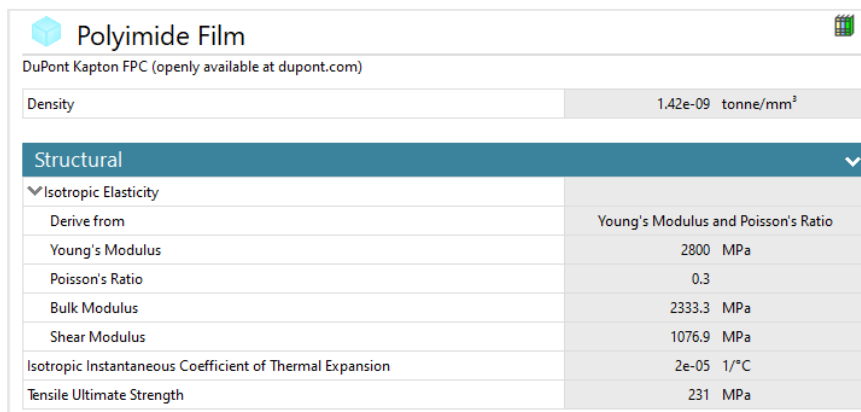 Polyimide Film
DuPont Kapton FPC (openly available at dupont.com)
Density 1.42e-09 tonne/mm³
Structural
Isotropic Elasticity
Derive from Young's Modulus and Poisson's Ratio
Young's Modulus 2800 MPa
Poisson's Ratio 0.3
Bulk Modulus 2333.3 MPa
Shear Modulus 1076.9 MPa
Isotropic Instantaneous Coefficient of Thermal Expansion 2e-05 1/°C
Tensile Ultimate Strength 231 MPa